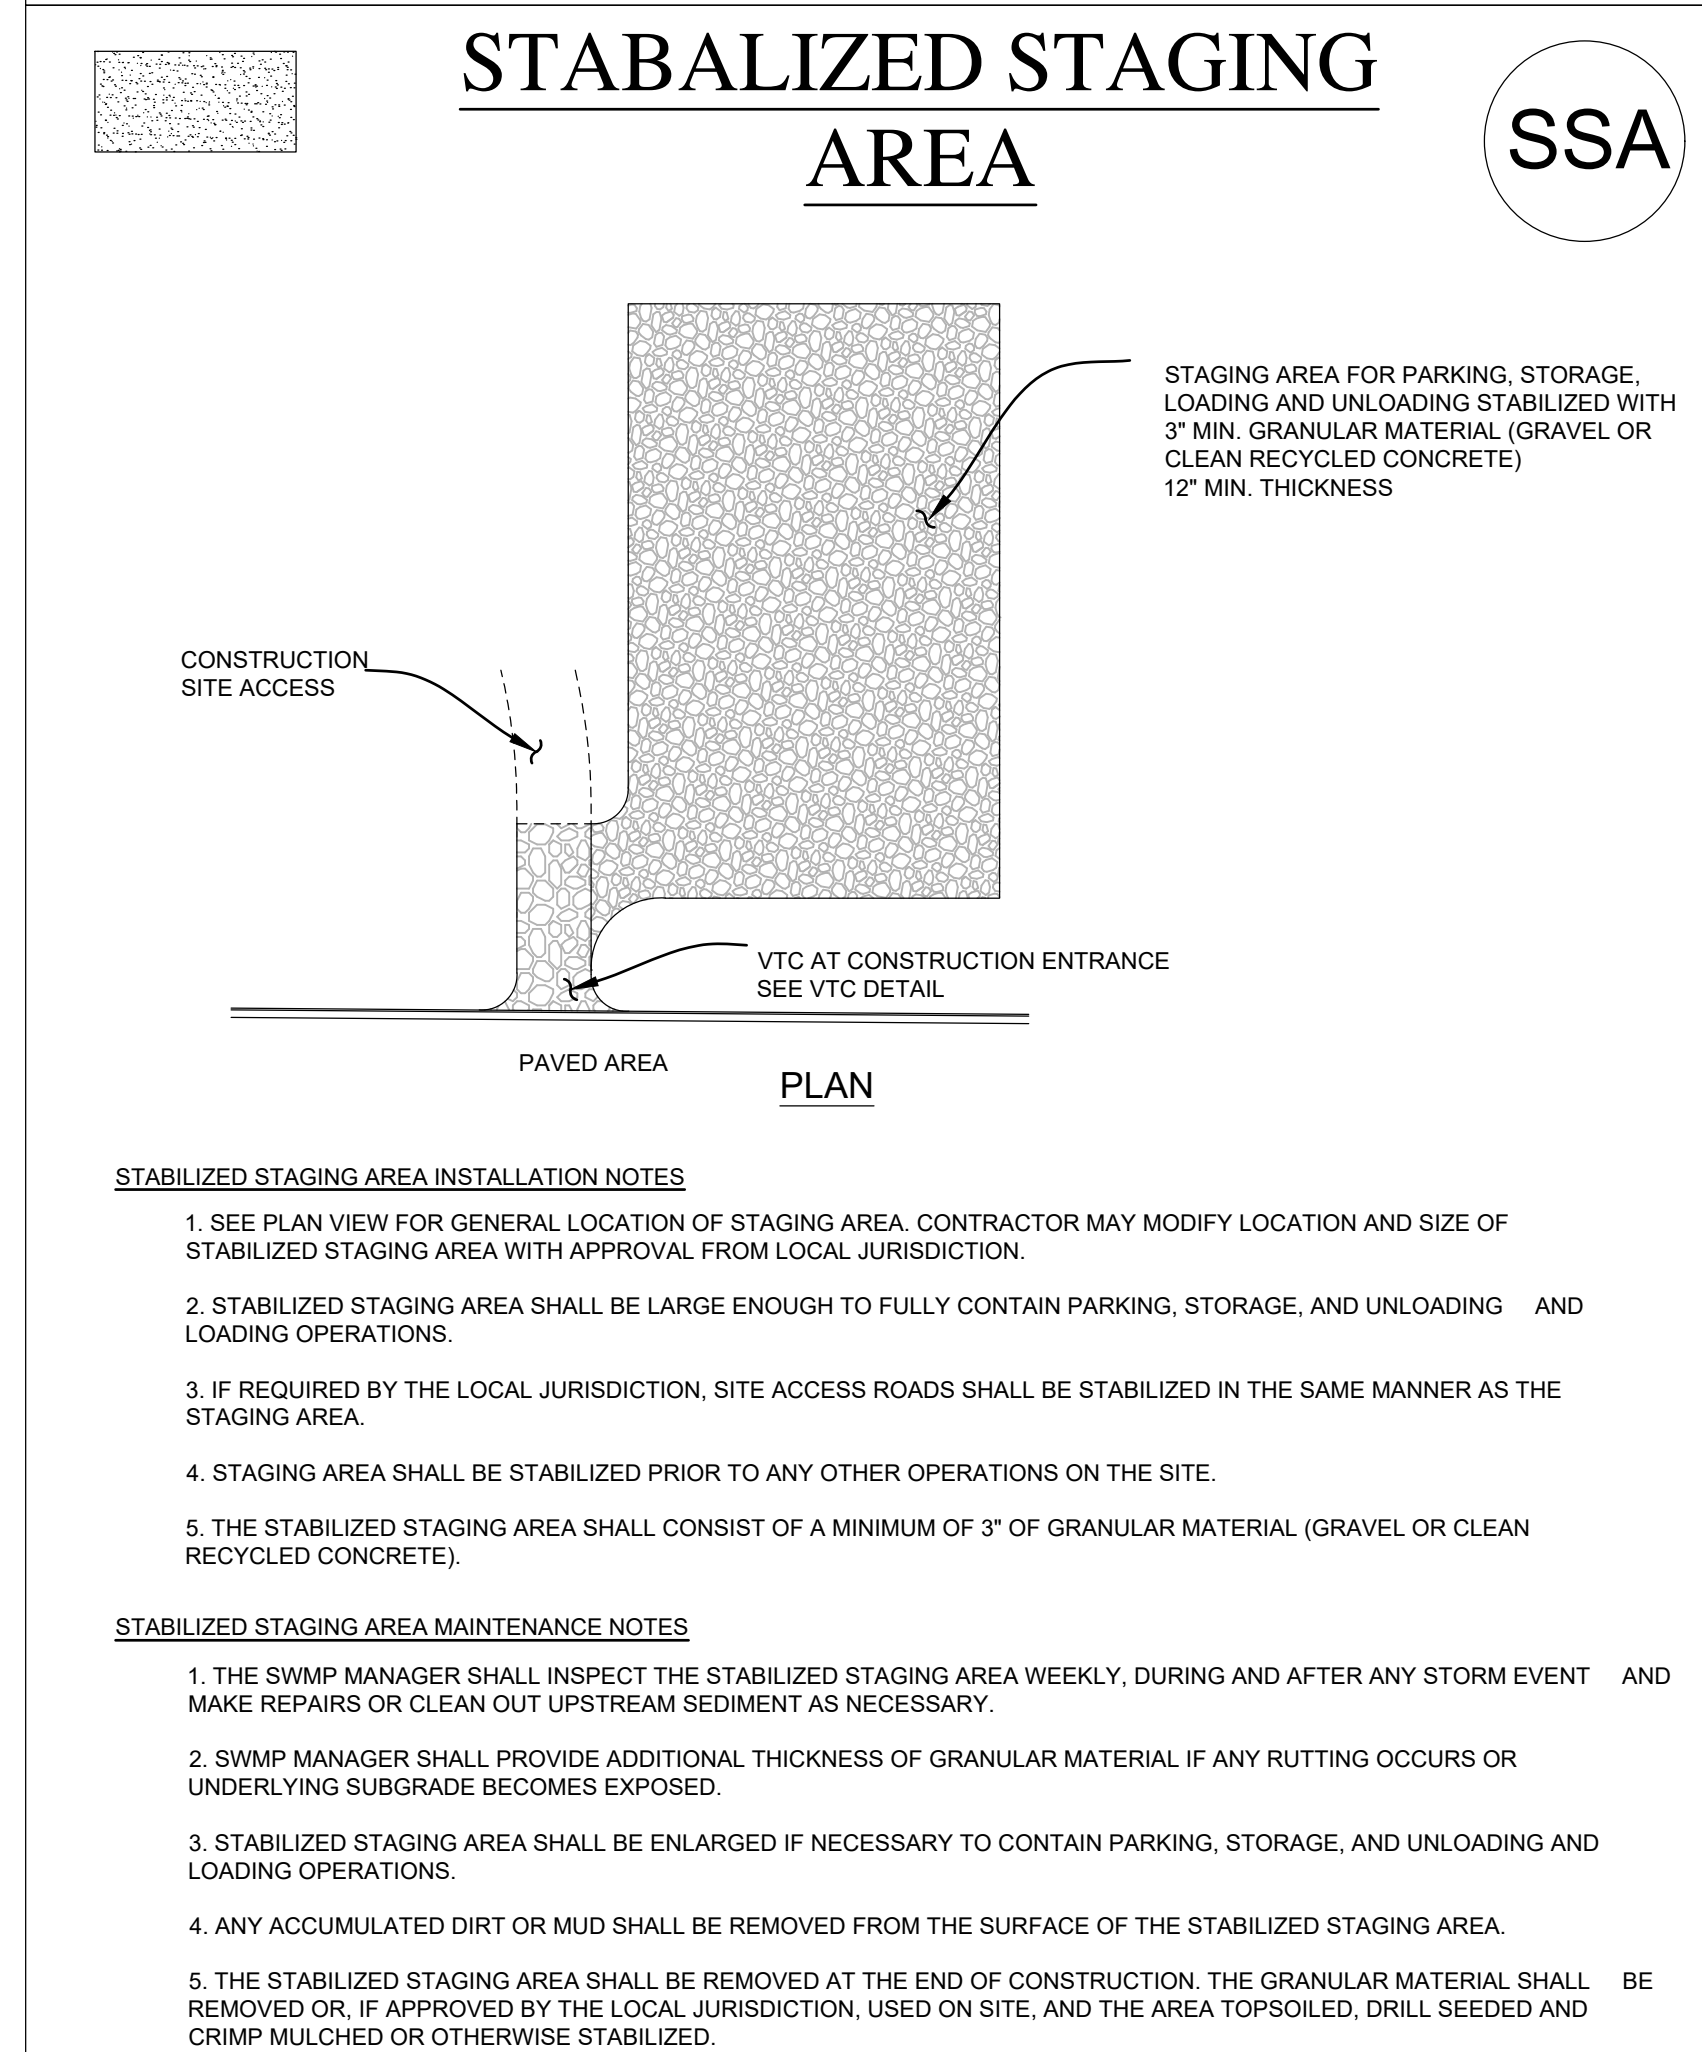 STABALIZED STAGING
AREA
SSA
STAGING AREA FOR PARKING, STORAGE,
LOADING AND UNLOADING STABILIZED WITH
3" MIN. GRANULAR MATERIAL (GRAVEL OR
CLEAN RECYCLED CONCRETE)
12" MIN. THICKNESS
CONSTRUCTION
SITE ACCESS
VTC AT CONSTRUCTION ENTRANCE
SEE VTC DETAIL
PAVED AREA
PLAN
STABILIZED STAGING AREA INSTALLATION NOTES
1. SEE PLAN VIEW FOR GENERAL LOCATION OF STAGING AREA. CONTRACTOR MAY MODIFY LOCATION AND SIZE OF
STABILIZED STAGING AREA WITH APPROVAL FROM LOCAL JURISDICTION.
2. STABILIZED STAGING AREA SHALL BE LARGE ENOUGH TO FULLY CONTAIN PARKING, STORAGE, AND UNLOADING AND
LOADING OPERATIONS.
3. IF REQUIRED BY THE LOCAL JURISDICTION, SITE ACCESS ROADS SHALL BE STABILIZED IN THE SAME MANNER AS THE
STAGING AREA.
4. STAGING AREA SHALL BE STABILIZED PRIOR TO ANY OTHER OPERATIONS ON THE SITE.
5. THE STABILIZED STAGING AREA SHALL CONSIST OF A MINIMUM OF 3" OF GRANULAR MATERIAL (GRAVEL OR CLEAN
RECYCLED CONCRETE).
STABILIZED STAGING AREA MAINTENANCE NOTES
1. THE SWMP MANAGER SHALL INSPECT THE STABILIZED STAGING AREA WEEKLY, DURING AND AFTER ANY STORM EVENT AND
MAKE REPAIRS OR CLEAN OUT UPSTREAM SEDIMENT AS NECESSARY.
2. SWMP MANAGER SHALL PROVIDE ADDITIONAL THICKNESS OF GRANULAR MATERIAL IF ANY RUTTING OCCURS OR
UNDERLYING SUBGRADE BECOMES EXPOSED.
3. STABILIZED STAGING AREA SHALL BE ENLARGED IF NECESSARY TO CONTAIN PARKING, STORAGE, AND UNLOADING AND
LOADING OPERATIONS.
4. ANY ACCUMULATED DIRT OR MUD SHALL BE REMOVED FROM THE SURFACE OF THE STABILIZED STAGING AREA.
5. THE STABILIZED STAGING AREA SHALL BE REMOVED AT THE END OF CONSTRUCTION. THE GRANULAR MATERIAL SHALL BE
REMOVED OR, IF APPROVED BY THE LOCAL JURISDICTION, USED ON SITE, AND THE AREA TOPSOILED, DRILL SEEDED AND
CRIMP MULCHED OR OTHERWISE STABILIZED.